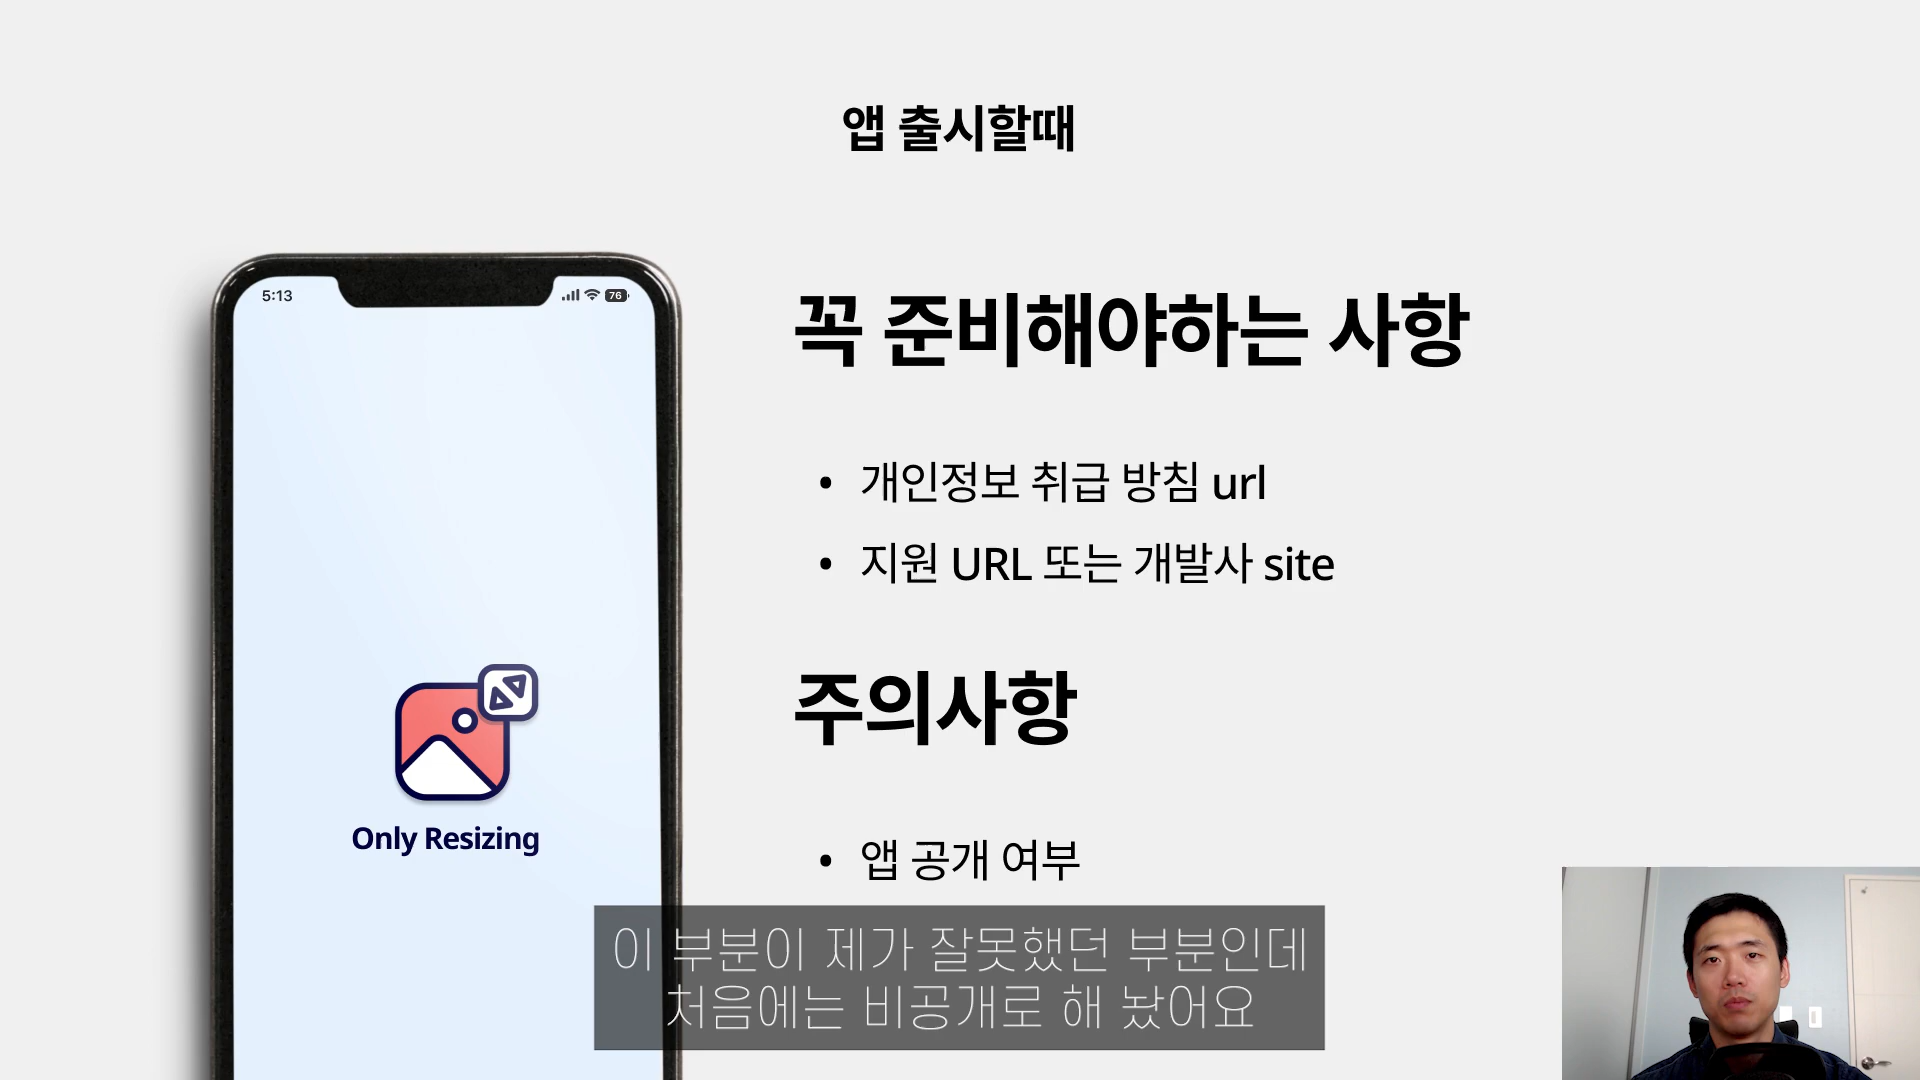 앱 출시할때
5:13
76
꼭 준비해야하는 사항
• 개인정보 취급 방침 url
• 지원 URL 또는 개발사 site
주의사항
Only Resizing
• 앱 공개 여부
이 부분이 제가 잘못했던 부분인데
처음에는 비공개로 해 놨어요